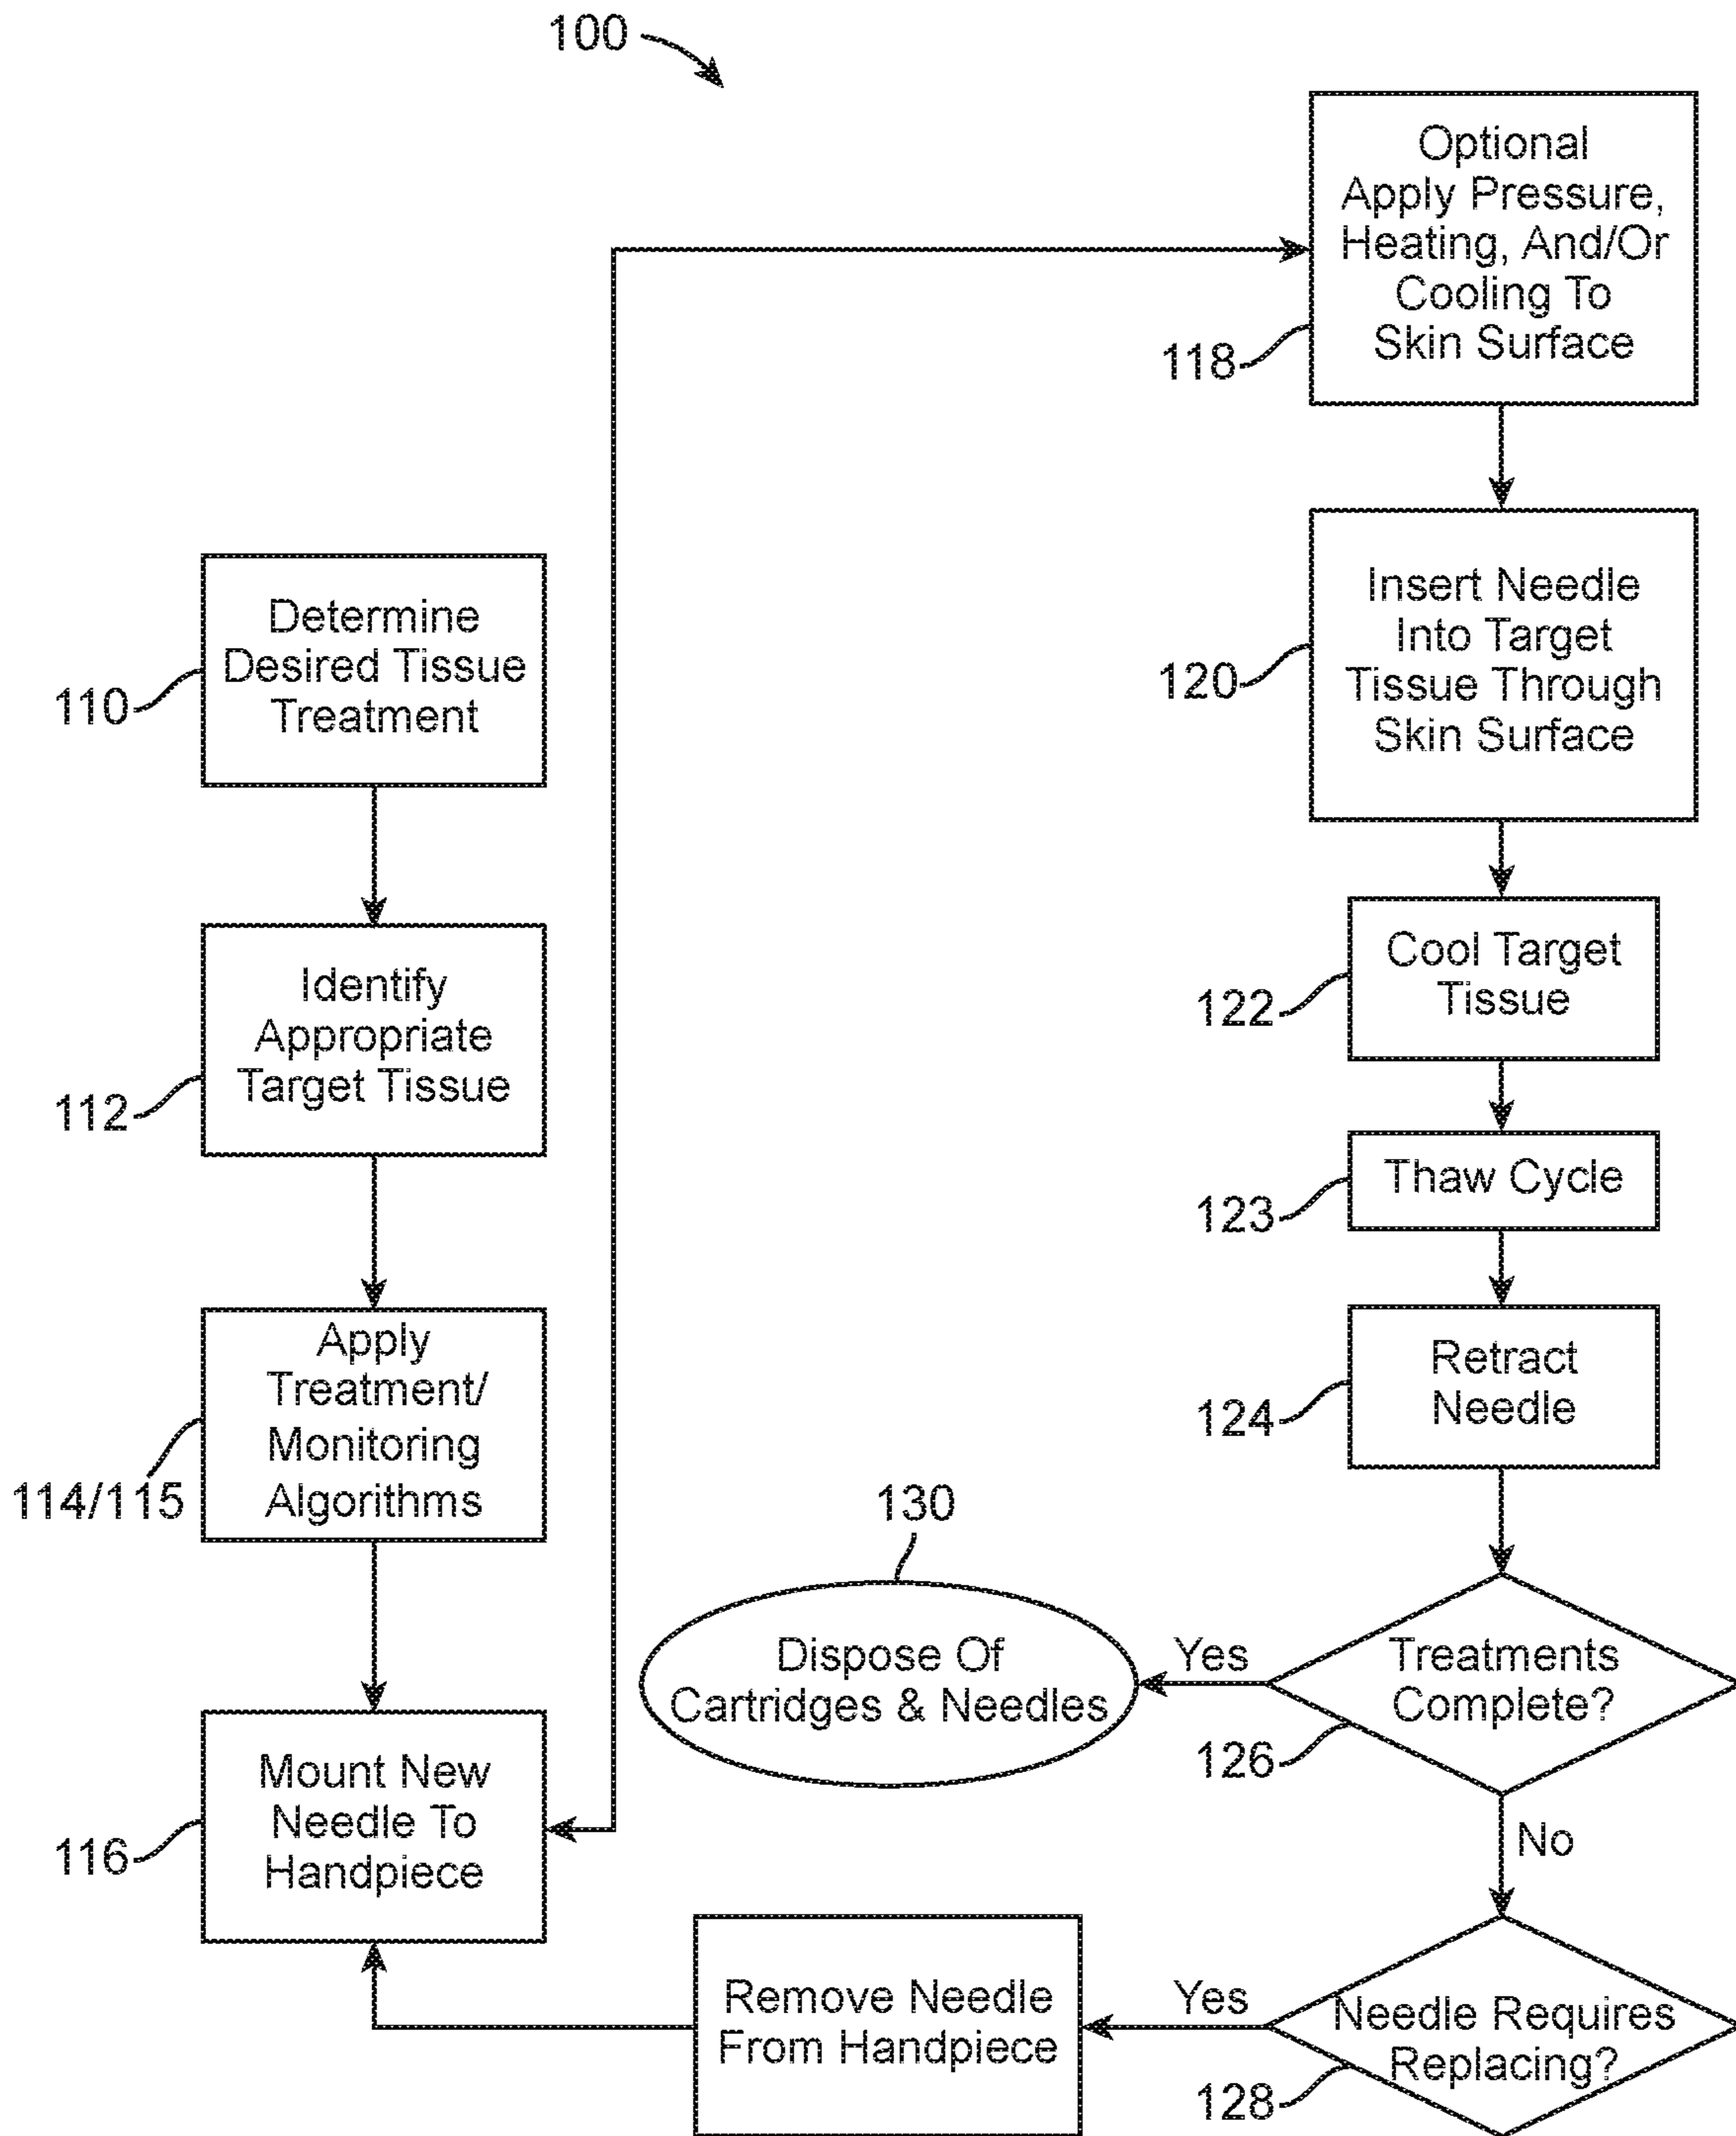 100
Determine
Desired Tissue
Treatment
110
Identify
Appropriate
Target Tissue
112
Apply
Treatment/
Monitoring
Algorithms
114/115
Mount New
Needle To
Handpiece
116
Optional
Apply Pressure,
Heating, And/Or
Cooling To
Skin Surface
118
Insert Needle
Into Target
Tissue Through
Skin Surface
120
Cool Target
Tissue
122
Thaw Cycle
123
Retract
Needle
124
Treatments
Complete?
126
Yes
130
Dispose Of
Cartridges & Needles
No
Needle Requires
Replacing?
128
Yes
Remove Needle
From Handpiece